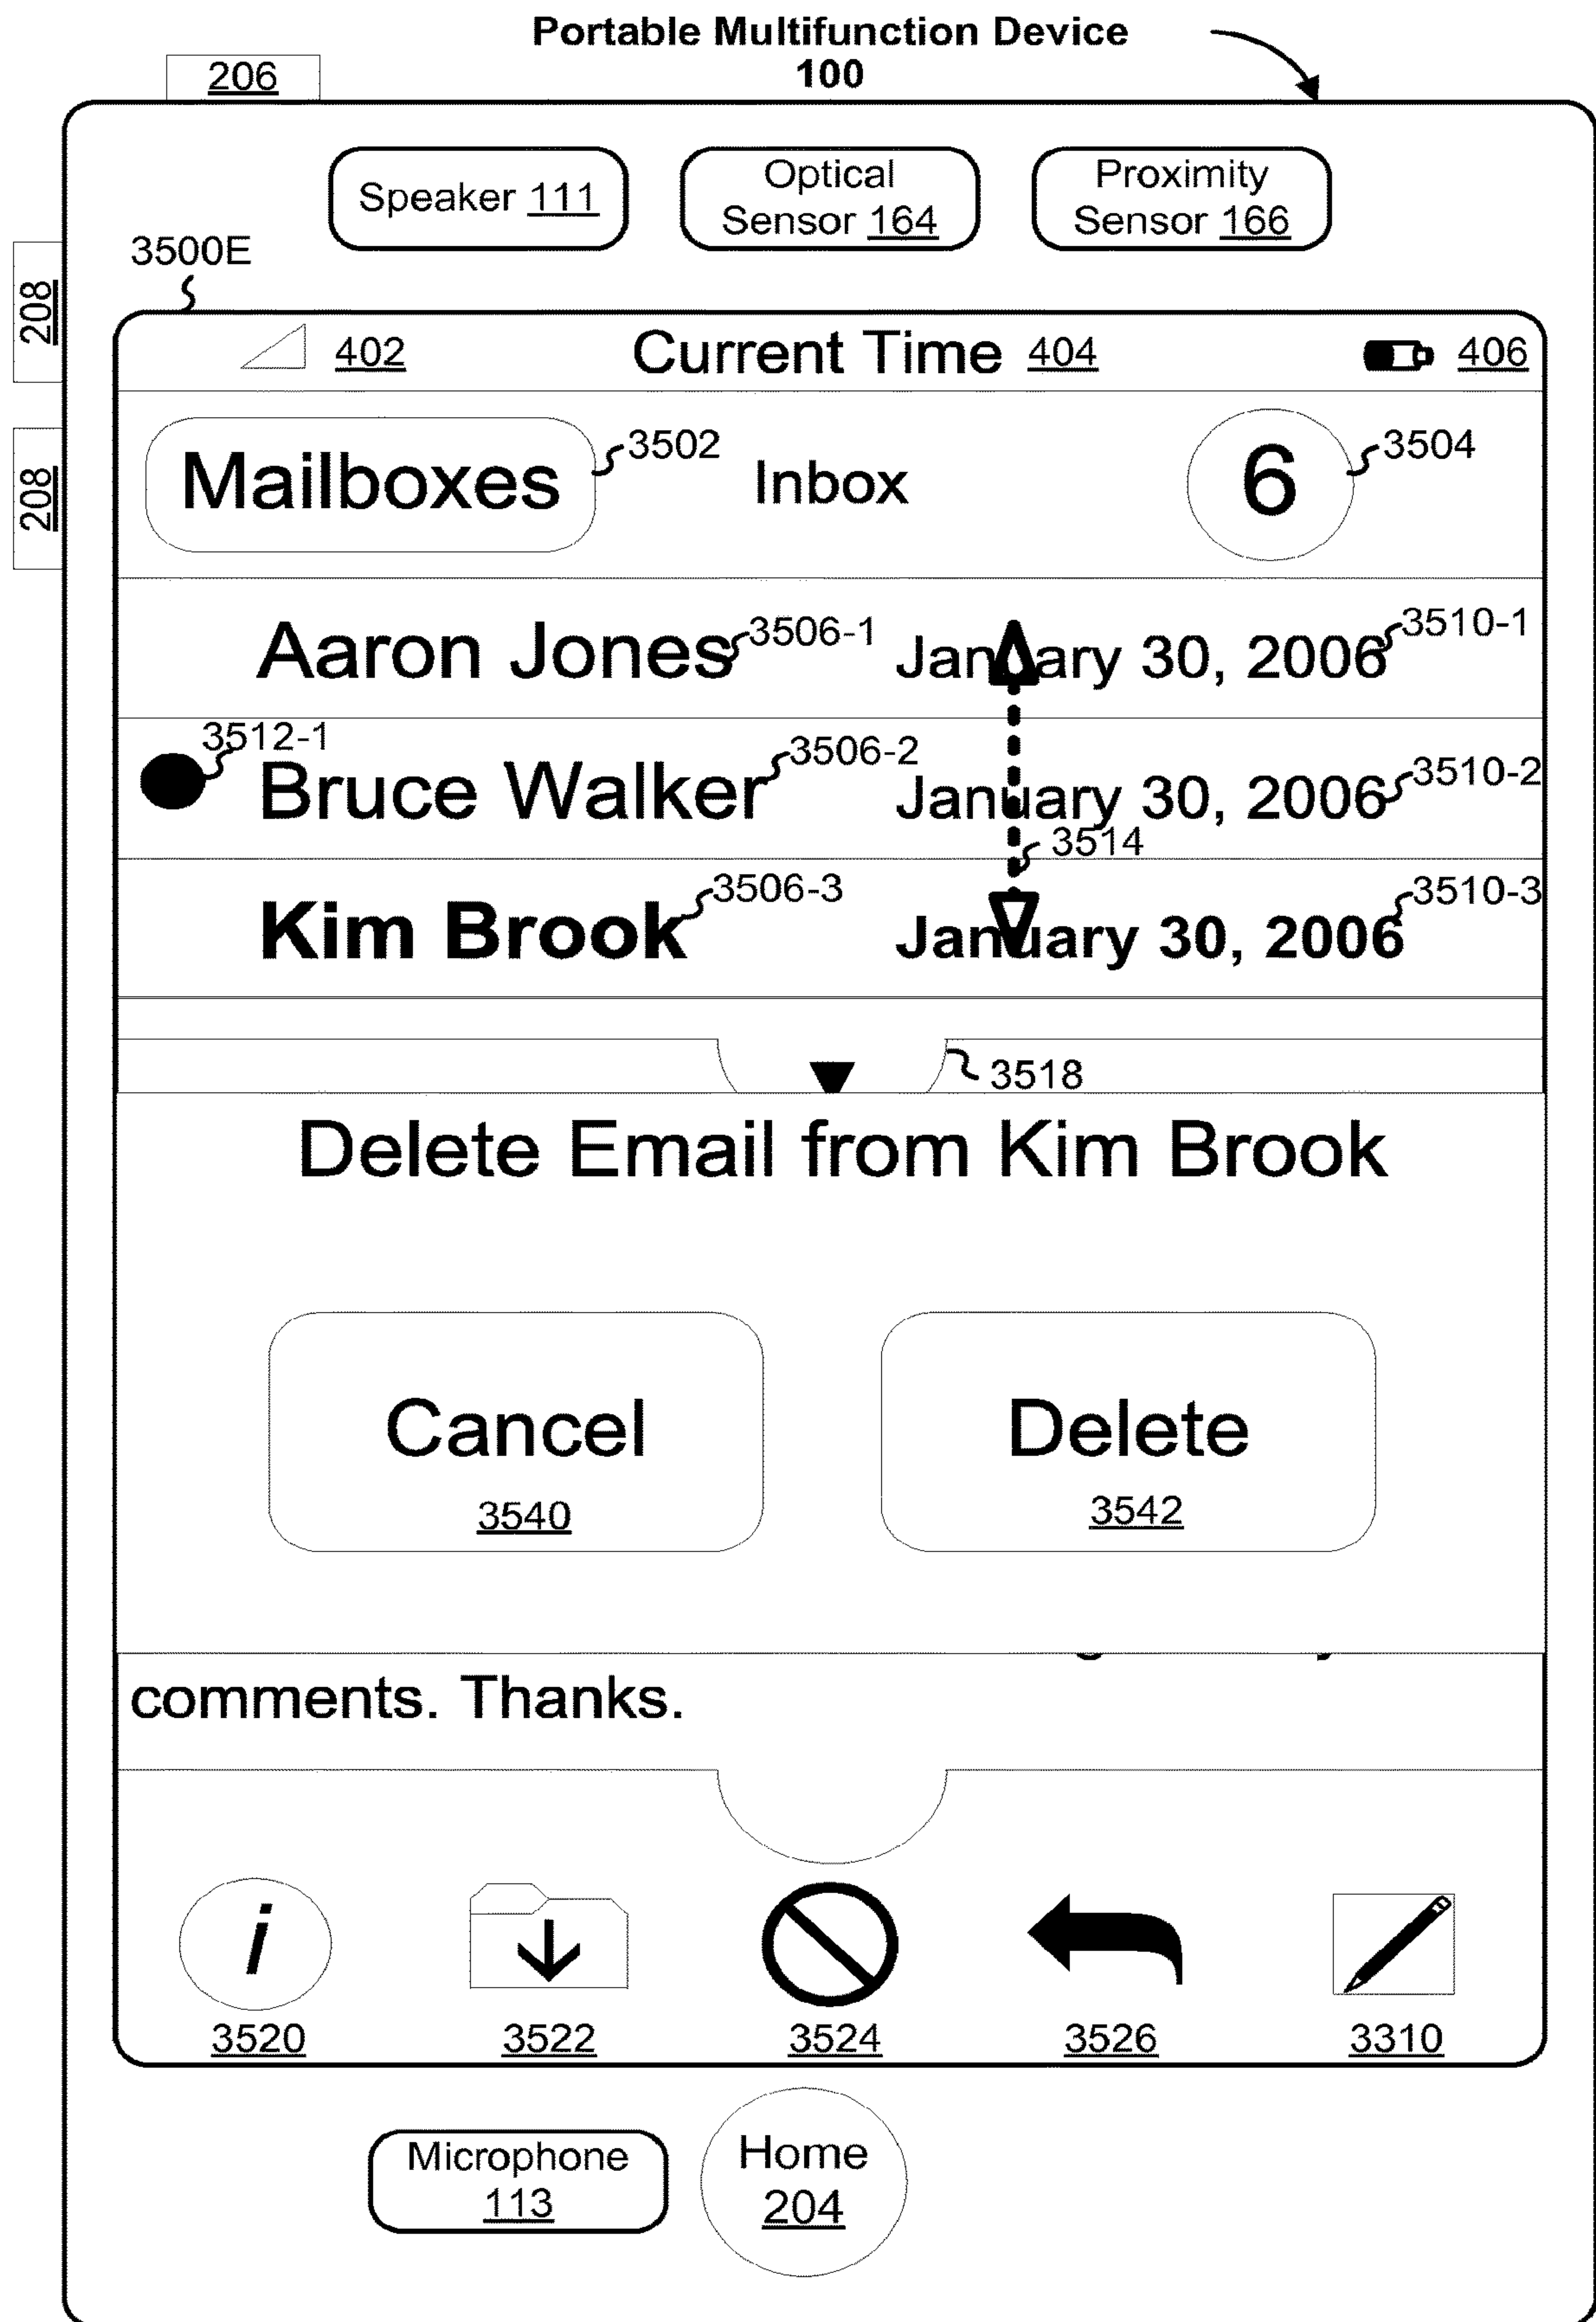 Portable Multifunction Device
100
206
Speaker 111
Optical
Sensor 164
Proximity
Sensor 166
3500E
208
208
402
Current Time 404
406
Mailboxes
3502
Inbox
6
3504
Aaron Jones
3506-1
January 30, 2006
3510-1
3512-1
Bruce Walker
3506-2
January 30, 2006
3510-2
3514
Kim Brook
3506-3
January 30, 2006
3510-3
3518
Delete Email from Kim Brook
Cancel
3540
Delete
3542
comments. Thanks.
i
3520
3522
3524
3526
3310
Microphone
113
Home
204